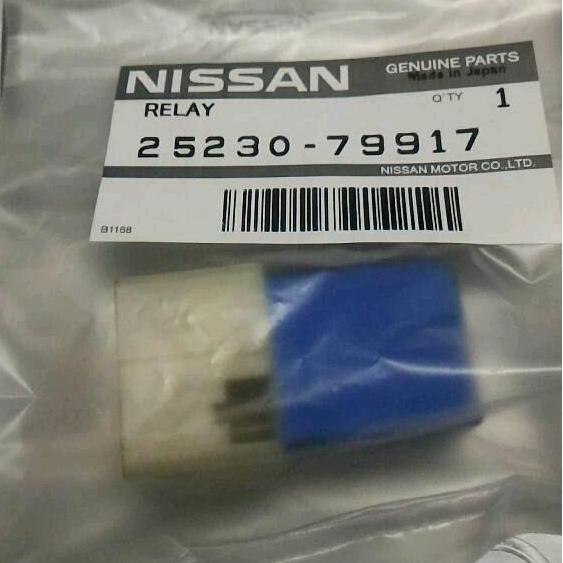 NISSAN
GENUINE PARTS
Made in Japan
RELAY
Q'TY 1
25230-79917
NISSAN MOTOR CO.,LTD.
B1168